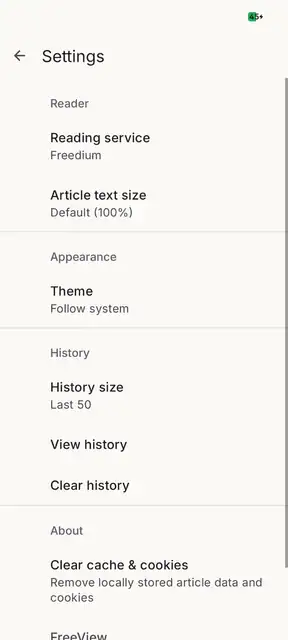 45+
Settings
Reader
Reading service
Freedium
Article text size
Default (100%)
Appearance
Theme
Follow system
History
History size
Last 50
View history
Clear history
About
Clear cache & cookies
Remove locally stored article data and
cookies
FreeView